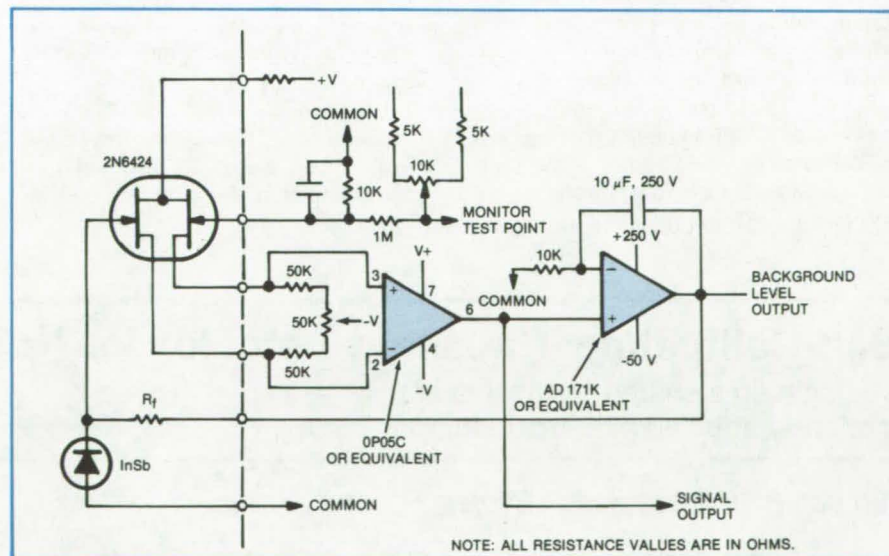 +V
COMMON
5K
5K
2N6424
10K
10K
10 µF, 250 V
MONITOR
TEST POINT
1M
+250 V
50K
V+
10K
BACKGROUND
LEVEL
OUTPUT
3
+
7
50K
-V
6
COMMON
-
+
50K
2
-
4
-V
-50 V
AD 171K
OR EQUIVALENT
Rf
0P05C
OR EQUIVALENT
InSb
COMMON
SIGNAL
OUTPUT
NOTE: ALL RESISTANCE VALUES ARE IN OHMS.